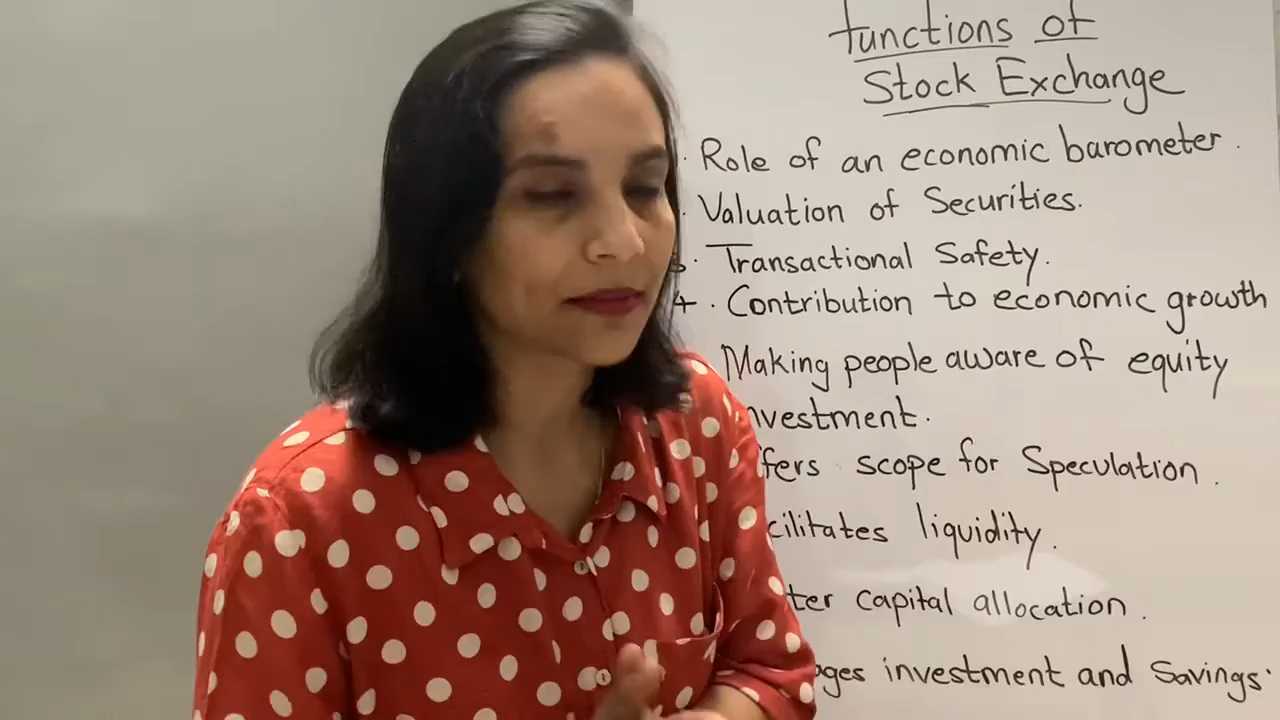 functions of
Stock Exchange
. Role of an economic barometer.
. Valuation of Securities.
. Transactional Safety.
4. Contribution to economic growth
Making people aware of equity
nvestment.
fers scope for Speculation.
cilitates liquidity.
ter capital allocation.
ges investment and Savings.